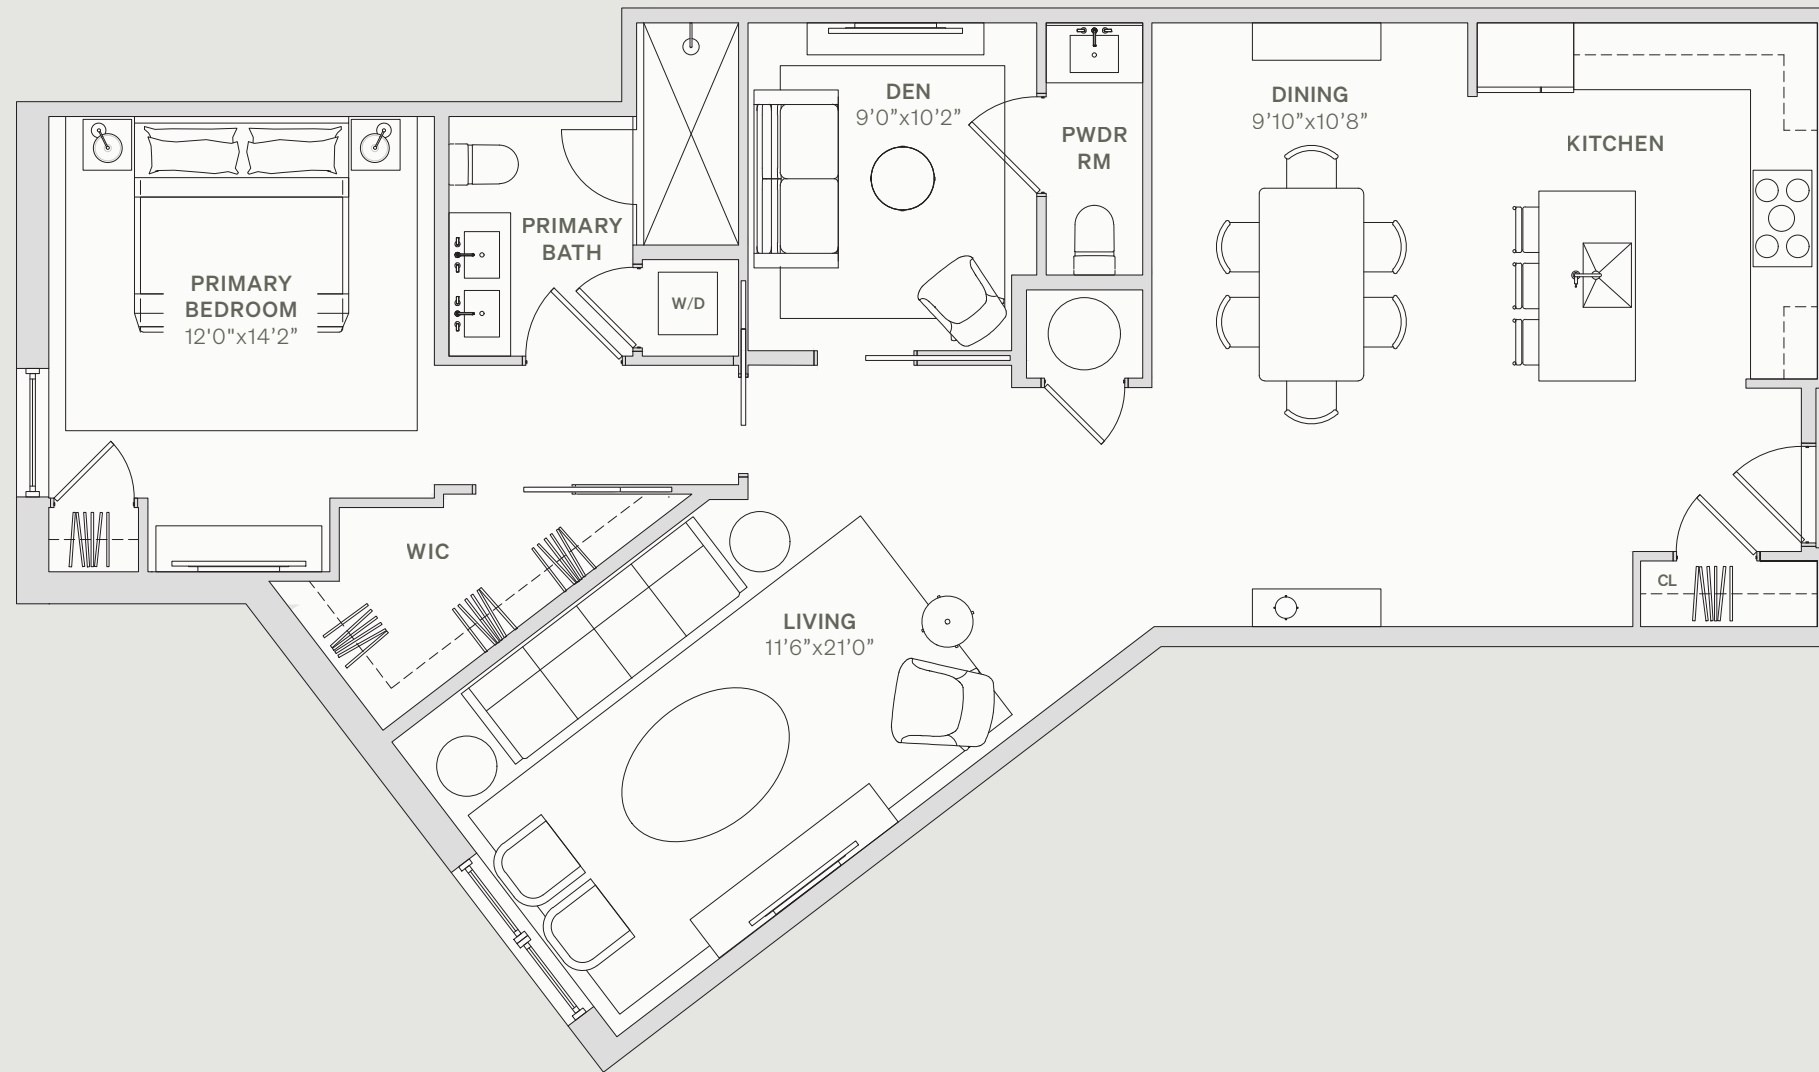 DEN
9’0”x10’2”
DINING
9’10”x10’8”
PWDR
RM
KITCHEN
PRIMARY
BATH
PRIMARY
BEDROOM
12’0"x14’2”
W/D
WIC
CL
LIVING
11’6”x21’0”